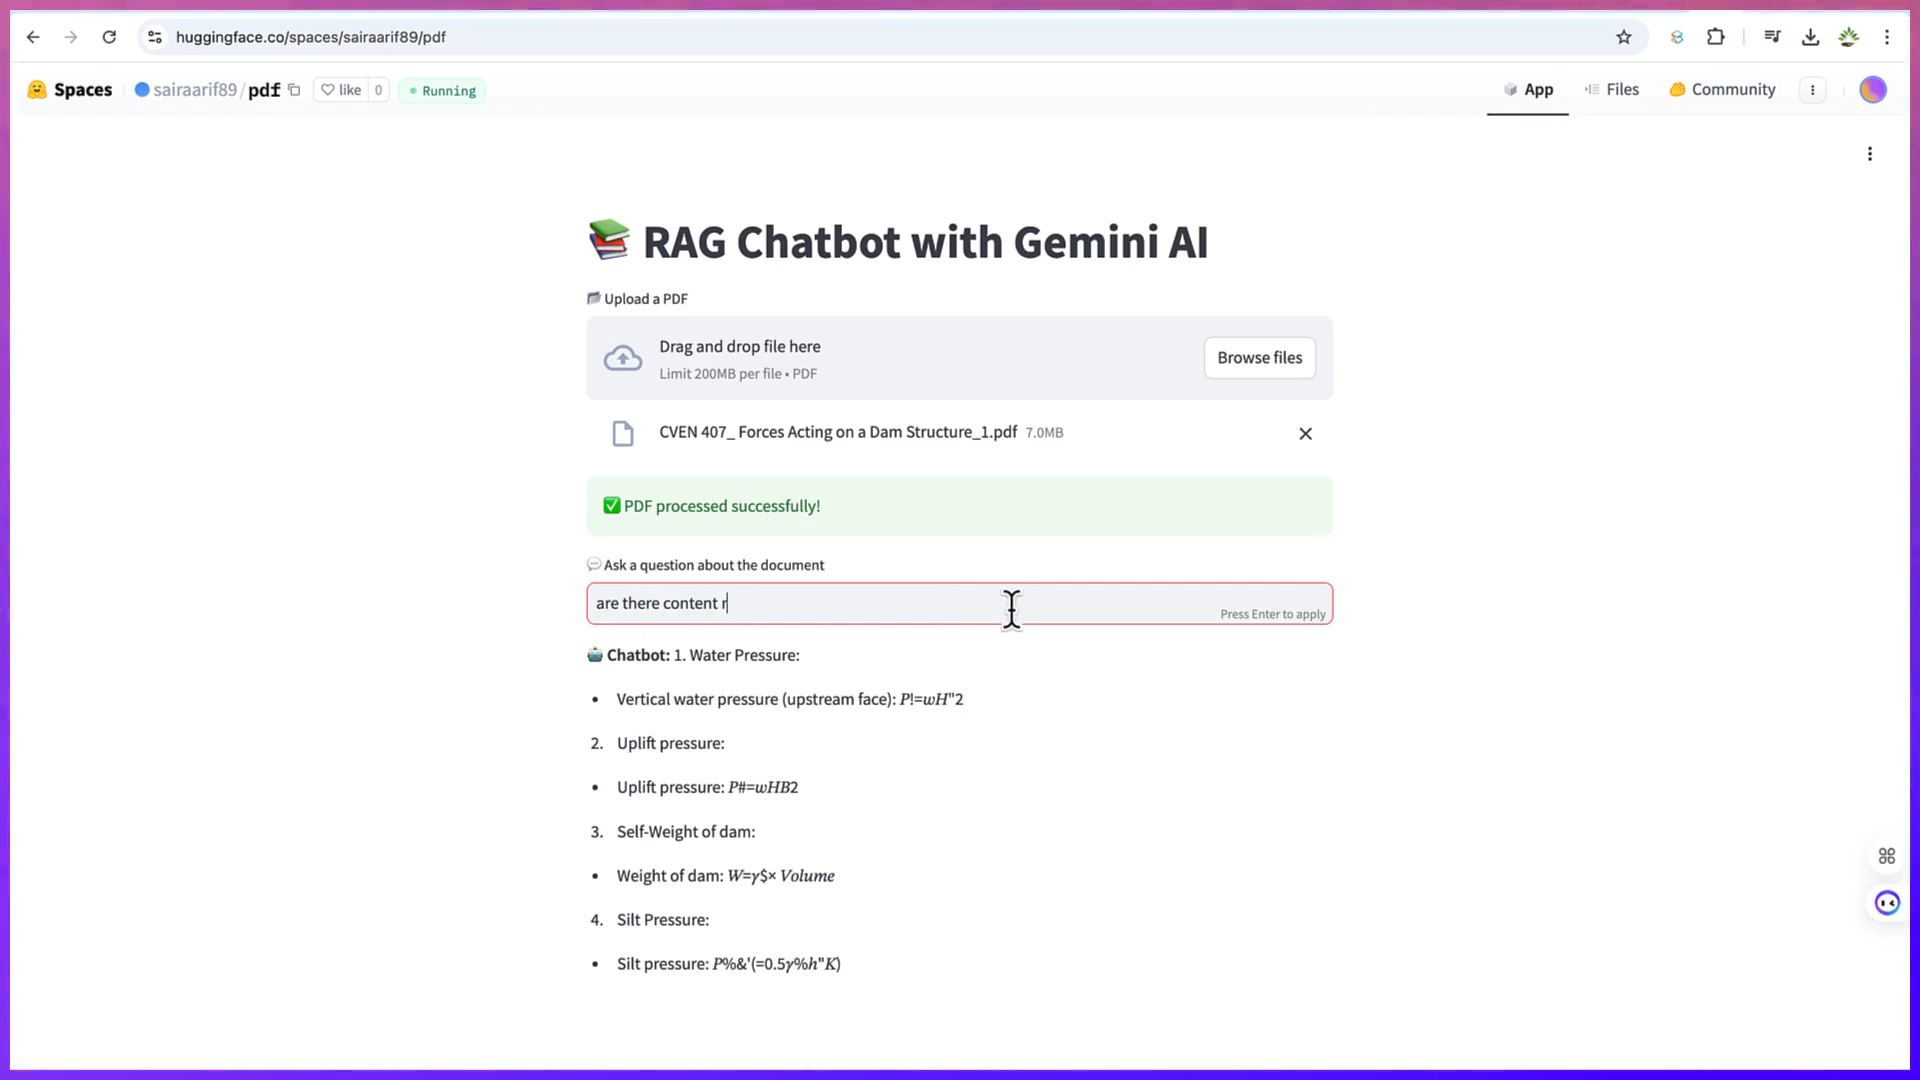 huggingface.co/spaces/sairaarif89/pdf
Spaces sairaarif89/pdf like 0 Running App Files Community
RAG Chatbot with Gemini AI
Upload a PDF
Drag and drop file here
Limit 200MB per file • PDF
Browse files
CVEN 407_ Forces Acting on a Dam Structure_1.pdf 7.0MB
PDF processed successfully!
Ask a question about the document
are there content r
Press Enter to apply
Chatbot: 1. Water Pressure:
• Vertical water pressure (upstream face): P!=wH"2
2. Uplift pressure:
• Uplift pressure: P#=wHB2
3. Self-Weight of dam:
• Weight of dam: W=γ$× Volume
4. Silt Pressure:
• Silt pressure: P%&'(=0.5γ%h"K)